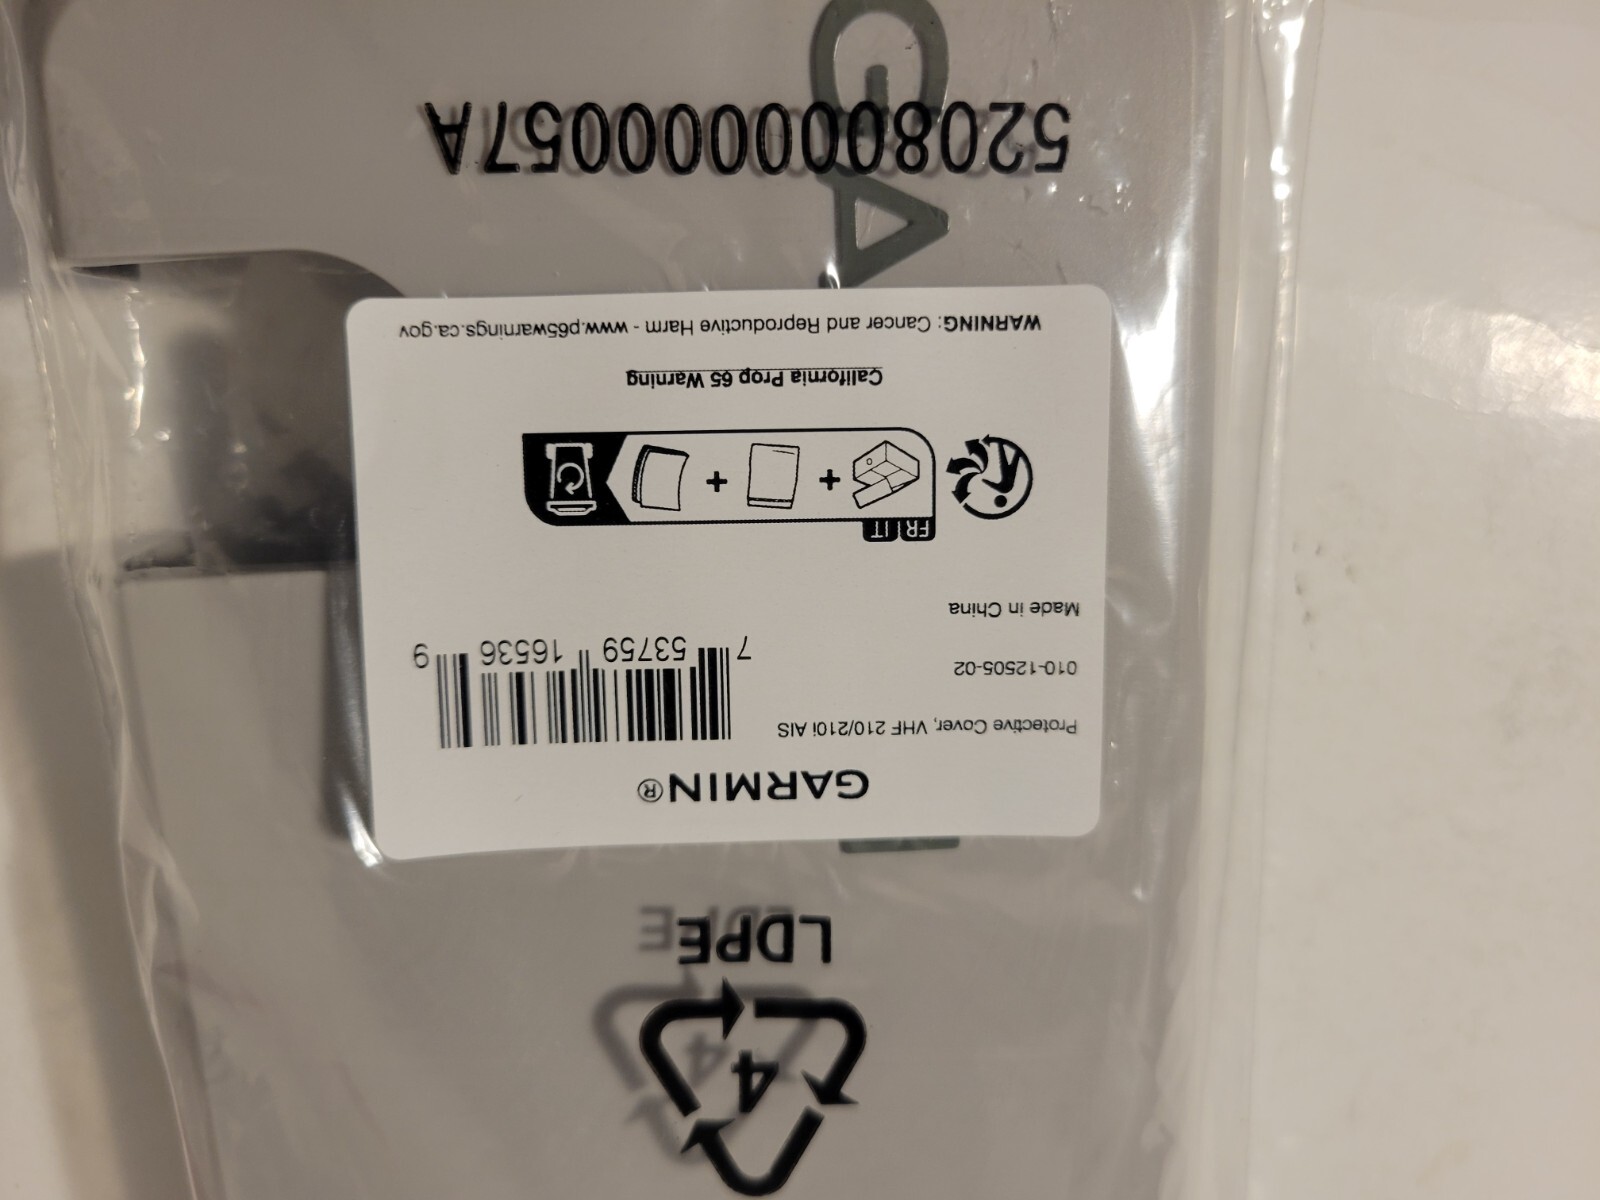 4
LDPE
GARMIN®
Protective Cover, VHF 210/210i AIS
010-12505-02
Made in China
7 53759 16536 9
FR IT
+ +
California Prop 65 Warning
WARNING: Cancer and Reproductive Harm - www.p65warnings.ca.gov
52080000000057A